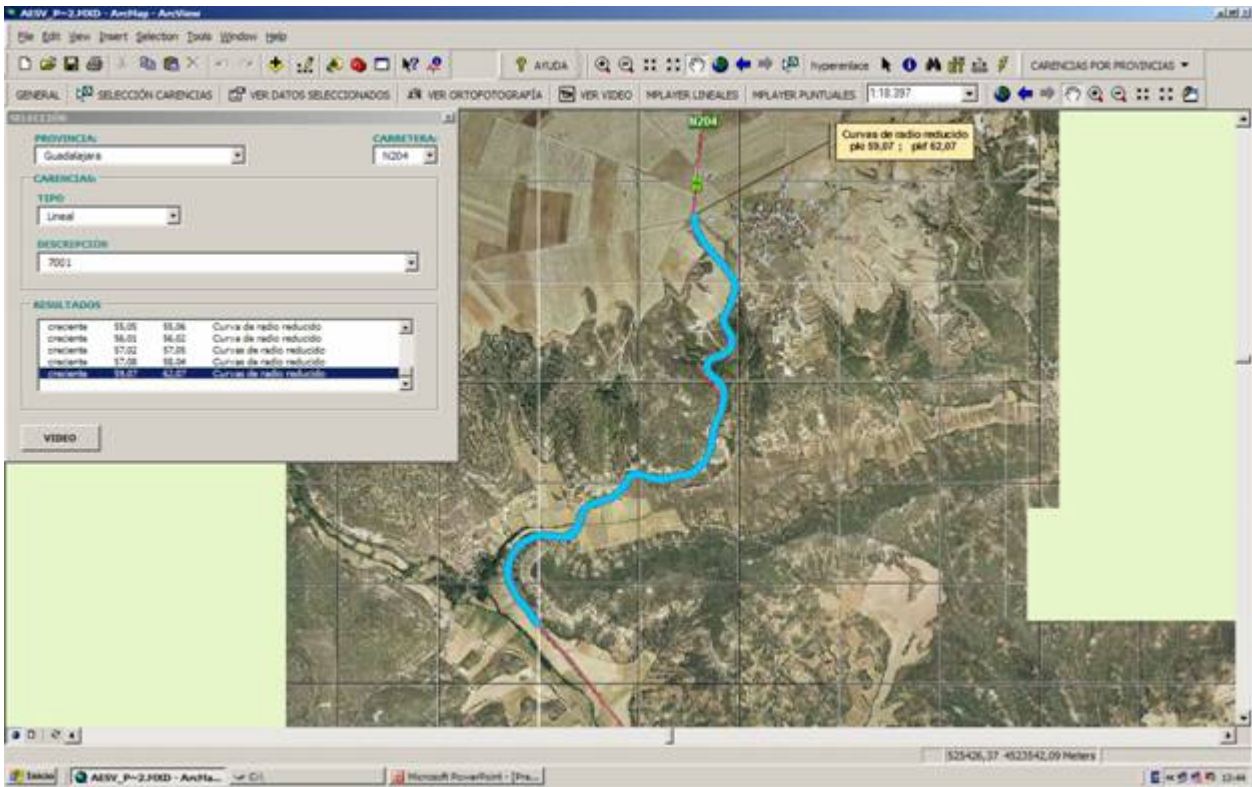 AESV_P~2.MXD - ArcMap - ArcView
File Edit View Insert Selection Tools Window Help
AYUDA hyperenlace CARENCIAS POR PROVINCIAS
GENERAL SELECCIÓN CARENCIAS VER DATOS SELECCIONADOS VER ORTOFOTOGRAFÍA VER VIDEO MPLAYER LINEALES MPLAYER PUNTUALES 1:18.397
SELECCIÓN
PROVINCIA: CARRETERA:
Guadalajara N204
CARENCIAS:
TIPO
Lineal
DESCRIPCIÓN
7001
RESULTADOS
creciente 55,05 55,06 Curva de radio reducido
creciente 56,01 56,02 Curva de radio reducido
creciente 57,02 57,05 Curvas de radio reducido
creciente 57,08 Curvas de radio reducido
creciente 59,07 62,07 Curvas de radio reducido
VIDEO
N204
Curvas de radio reducido
pki 59,07 ; pkf 62,07
525426,37 4523542,09 Meters
Inicio AESV_P~2.MXD - ArcMa... C:\ Microsoft PowerPoint - [Pre... 13:44